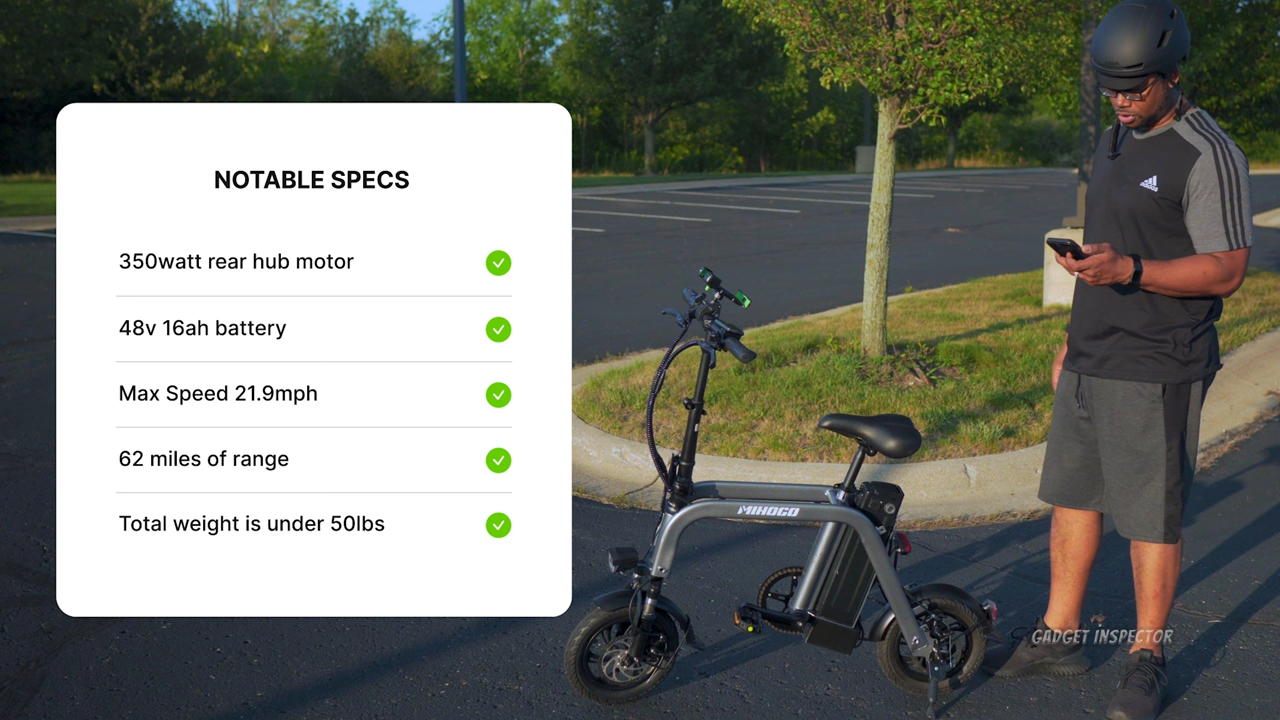 NOTABLE SPECS
350watt rear hub motor
48v 16ah battery
Max Speed 21.9mph
62 miles of range
Total weight is under 50lbs
adidas
MIHOGO
GADGET INSPECTOR